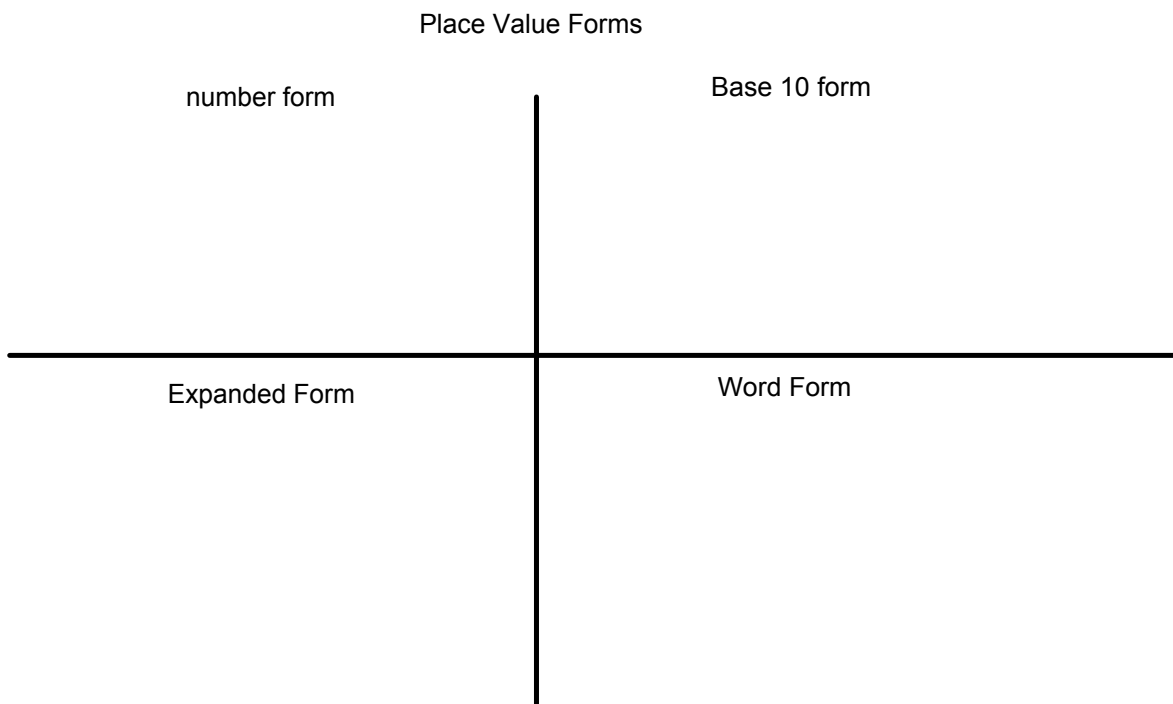 Place Value Forms
number form
Base 10 form
Expanded Form
Word Form